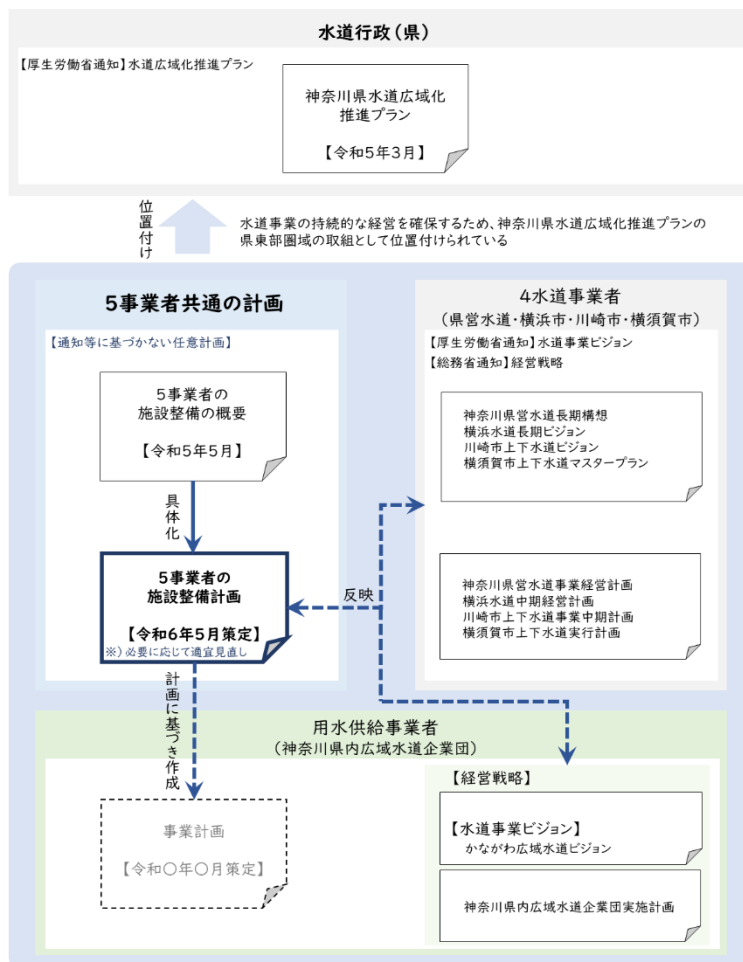 水道行政（県）
【厚生労働省通知】水道広域化推進プラン
神奈川県水道広域化
推進プラン
【令和5年3月】
位置付け
水道事業の持続的な経営を確保するため、神奈川県水道広域化推進プランの
県東部圏域の取組として位置付けられている
5事業者共通の計画
【通知等に基づかない任意計画】
5事業者の
施設整備の概要
【令和5年5月】
具体化
5事業者の
施設整備計画
【令和6年5月策定】
※）必要に応じて適宜見直し
反映
計画に基づき作成
4水道事業者
（県営水道・横浜市・川崎市・横須賀市）
【厚生労働省通知】水道事業ビジョン
【総務省通知】経営戦略
神奈川県営水道長期構想
横浜水道長期ビジョン
川崎市上下水道ビジョン
横須賀市上下水道マスタープラン
神奈川県営水道事業経営計画
横浜水道中期経営計画
川崎市上下水道事業中期計画
横須賀市上下水道実行計画
用水供給事業者
（神奈川県内広域水道企業団）
事業計画
【令和〇年〇月策定】
【経営戦略】
【水道事業ビジョン】
かながわ広域水道ビジョン
神奈川県内広域水道企業団実施計画